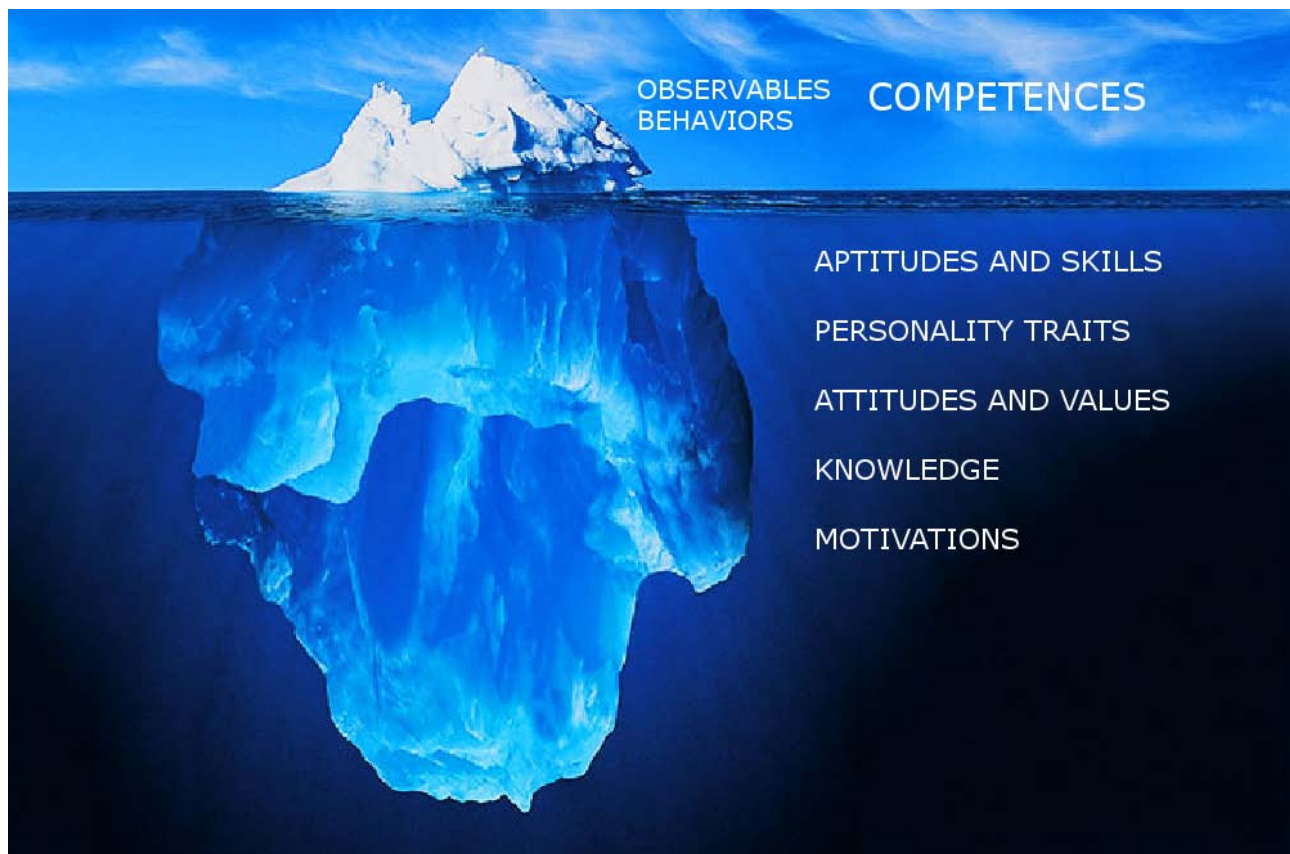 OBSERVABLES
BEHAVIORS
COMPETENCES
APTITUDES AND SKILLS
PERSONALITY TRAITS
ATTITUDES AND VALUES
KNOWLEDGE
MOTIVATIONS